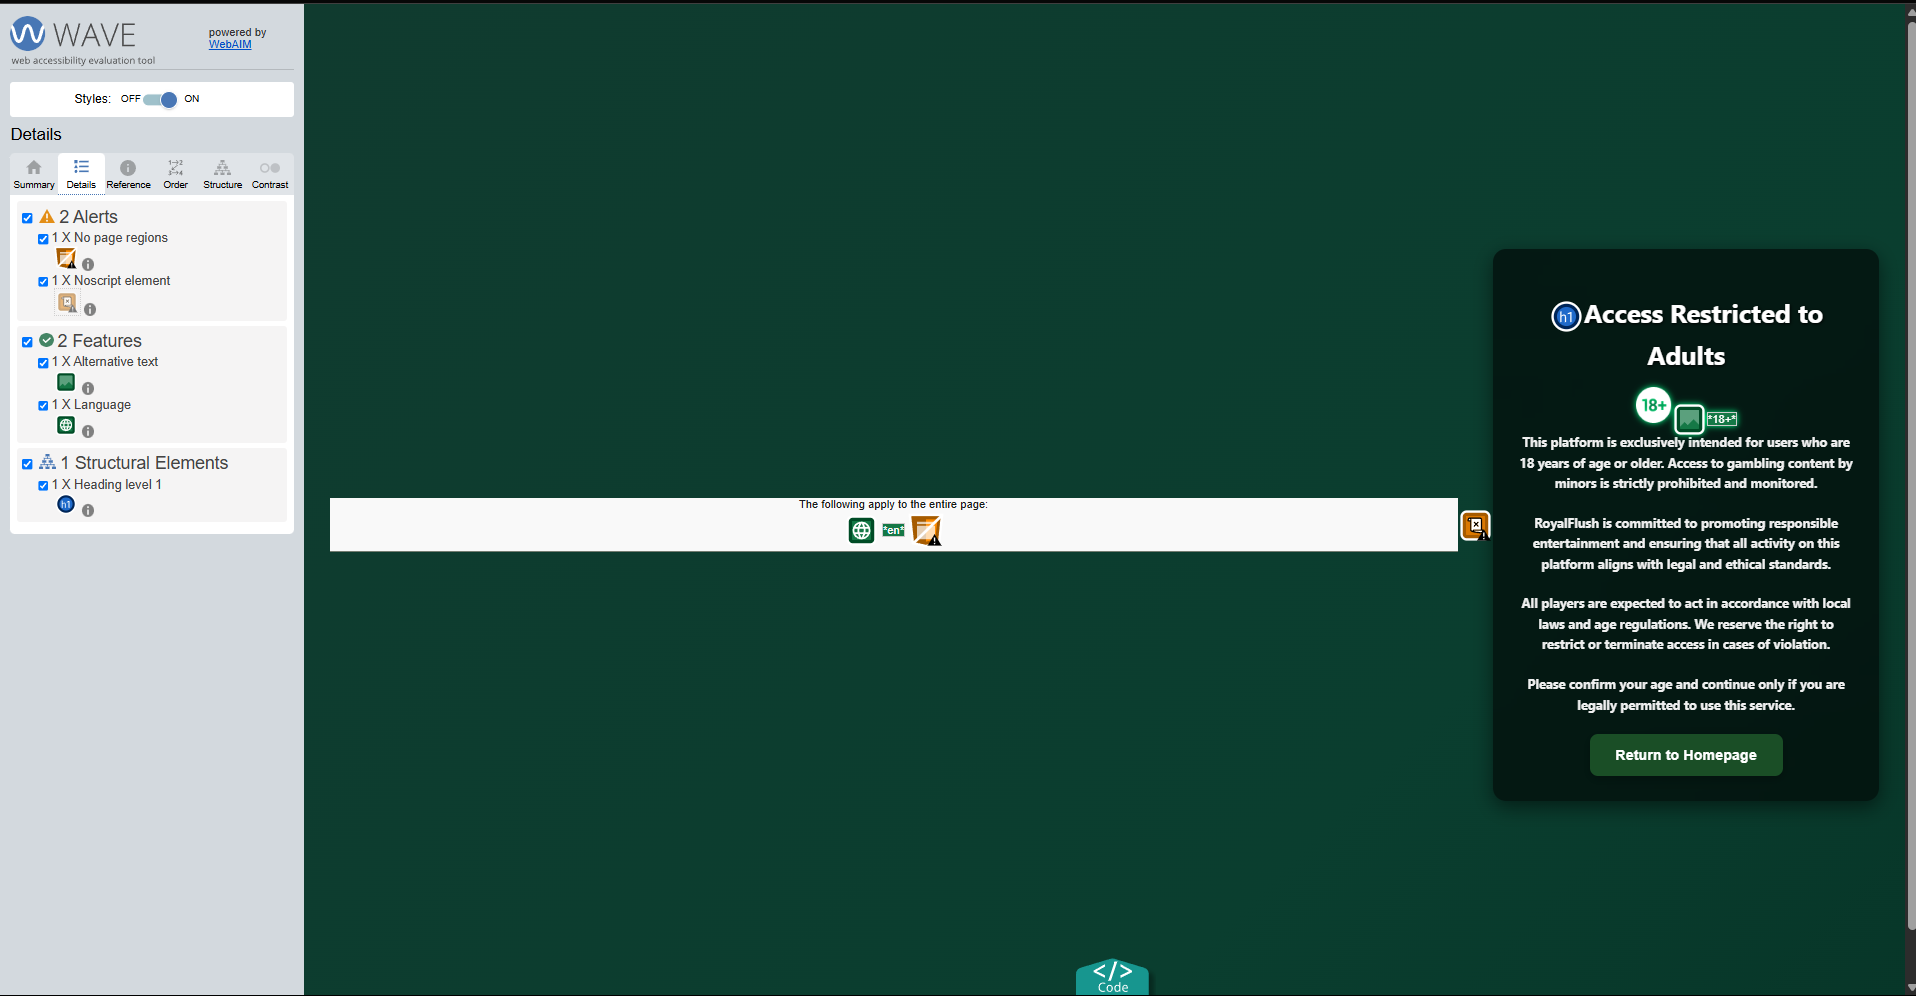 WAVE
web accessibility evaluation tool
powered by
WebAIM
Styles: OFF ON
Details
Summary Details Reference Order Structure Contrast
2 Alerts
1 X No page regions
1 X Noscript element
2 Features
1 X Alternative text
1 X Language
1 Structural Elements
1 X Heading level 1
h1
The following apply to the entire page:
*en*
h1 Access Restricted to
Adults
18+ *18+*
This platform is exclusively intended for users who are
18 years of age or older. Access to gambling content by
minors is strictly prohibited and monitored.
RoyalFlush is committed to promoting responsible
entertainment and ensuring that all activity on this
platform aligns with legal and ethical standards.
All players are expected to act in accordance with local
laws and age regulations. We reserve the right to
restrict or terminate access in cases of violation.
Please confirm your age and continue only if you are
legally permitted to use this service.
Return to Homepage
</>
Code